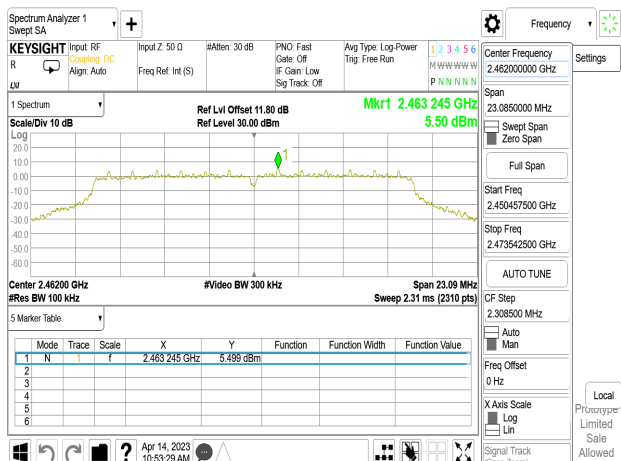 Spectrum Analyzer 1
Swept SA
+
Frequency
KEYSIGHT
R
Input: RF
Coupling: DC
Align: Auto
Input Z: 50 Ω
Freq Ref: Int (S)
#Atten: 30 dB
PNO: Fast
Gate: Off
IF Gain: Low
Sig Track: Off
Avg Type: Log-Power
Trig: Free Run
1 2 3 4 5 6
M W W W W W
P N N N N N
Center Frequency
2.462000000 GHz
Settings
Span
23.0850000 MHz
Swept Span
Zero Span
Full Span
Start Freq
2.450457500 GHz
Stop Freq
2.473542500 GHz
AUTO TUNE
CF Step
2.308500 MHz
Auto
Man
Freq Offset
0 Hz
X Axis Scale
Log
Lin
Signal Track
Local
Prototype
Limited
Sale
Allowed
1 Spectrum
Scale/Div 10 dB
Ref Lvl Offset 11.80 dB
Ref Level 30.00 dBm
Mkr1 2.463 245 GHz
5.50 dBm
Log
20.0
10.0
0.00
-10.0
-20.0
-30.0
-40.0
-50.0
-60.0
1
Center 2.46200 GHz
#Video BW 300 kHz
Span 23.09 MHz
#Res BW 100 kHz
Sweep 2.31 ms (2310 pts)
5 Marker Table
Mode Trace Scale X Y Function Function Width Function Value
1 N 1 f 2.463 245 GHz 5.499 dBm
2
3
4
5
6
?
Apr 14, 2023
10:53:29 AM